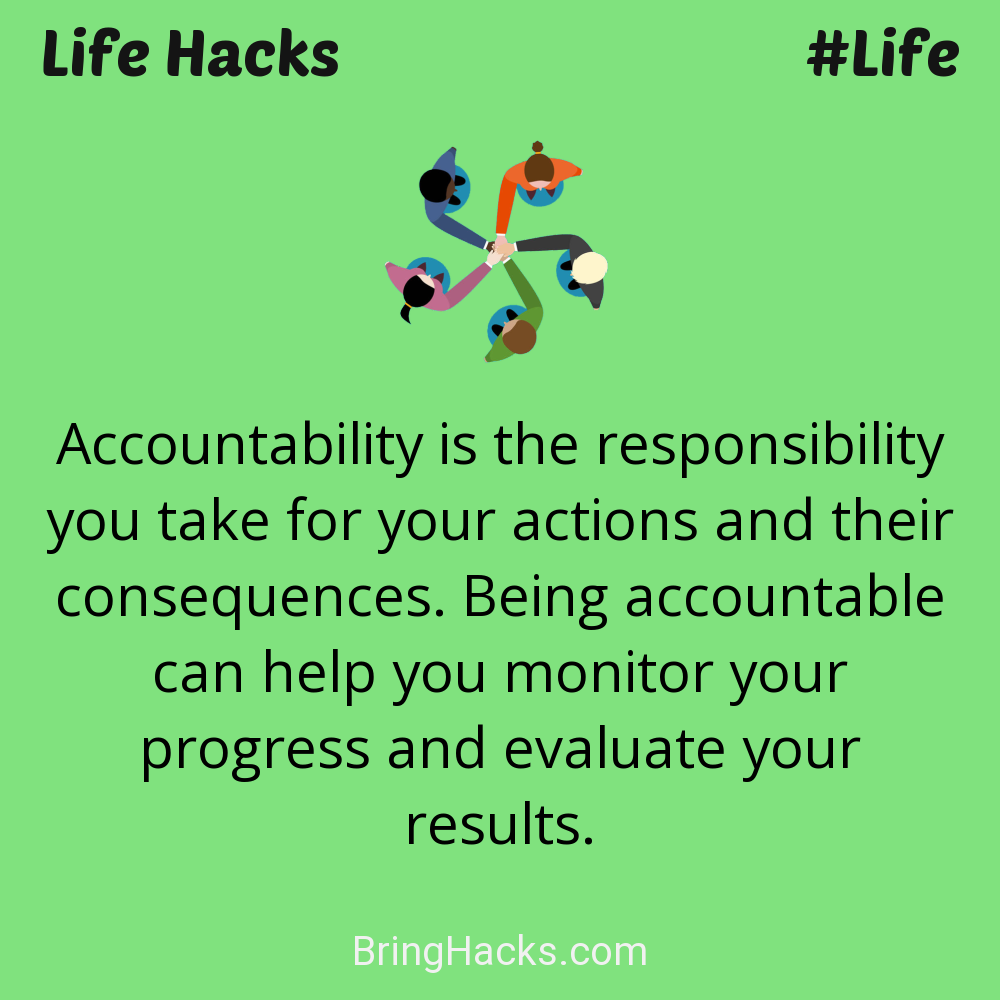 Life Hacks
#Life
Accountability is the responsibility
you take for your actions and their
consequences. Being accountable
can help you monitor your
progress and evaluate your
results.
BringHacks.com